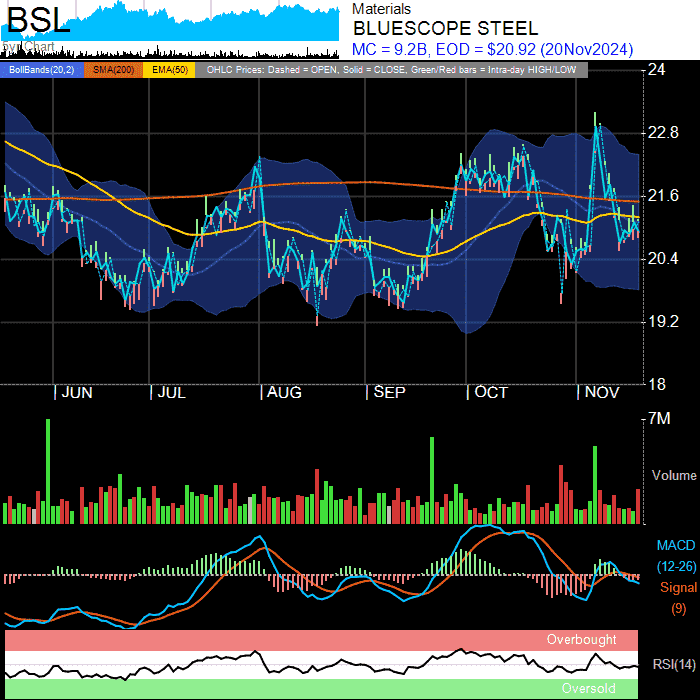 BSL
Materials
BLUESCOPE STEEL
MC = 9.2B, EOD = $20.92 (20Nov2024)
BollBands(20,2) SMA(200) EMA(50) OHLC Prices: Dashed = OPEN, Solid = CLOSE, Green/Red bars = Intra-day HIGH/LOW
24
22.8
21.6
20.4
19.2
18
JUN JUL AUG SEP OCT NOV
7M
Volume
MACD
(12-26)
Signal
(9)
Overbought
RSI(14)
Oversold